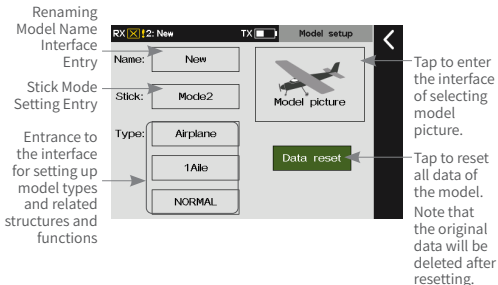 Renaming
Model Name
Interface
Entry
Stick Mode
Setting Entry
Entrance to
the interface
for setting up
model types
and related
structures and
functions
RX !2: New TX Model setup
Name: New
Stick: Mode2
Type: Airplane
1Aile
NORMAL
Model picture
Data reset
Tap to enter
the interface
of selecting
model
picture.
Tap to reset
all data of
the model.
Note that
the original
data will be
deleted after
resetting.